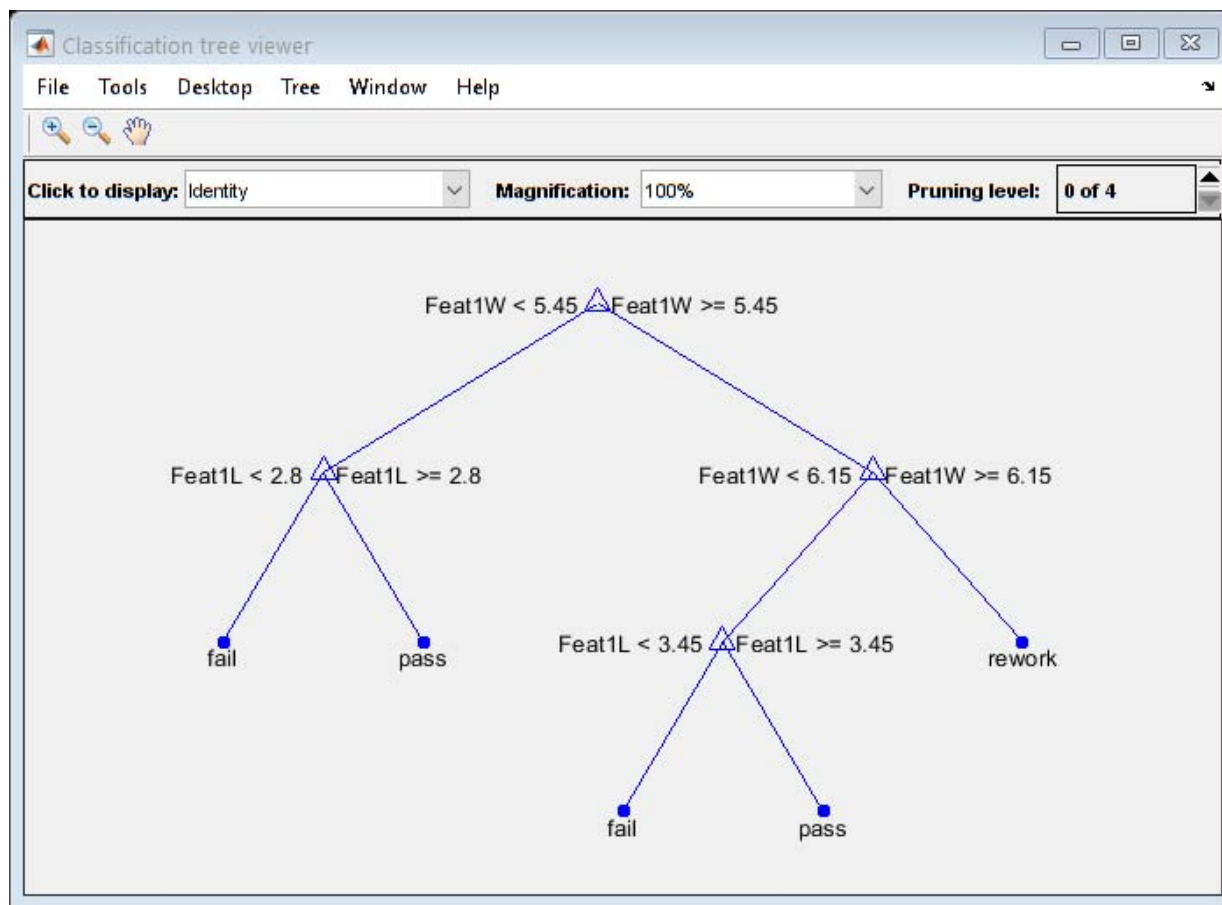 Classification tree viewer
File Tools Desktop Tree Window Help
Click to display: Identity Magnification: 100% Pruning level: 0 of 4
Feat1W < 5.45 Feat1W >= 5.45
Feat1L < 2.8 Feat1L >= 2.8 Feat1W < 6.15 Feat1W >= 6.15
fail pass Feat1L < 3.45 Feat1L >= 3.45 rework
fail pass